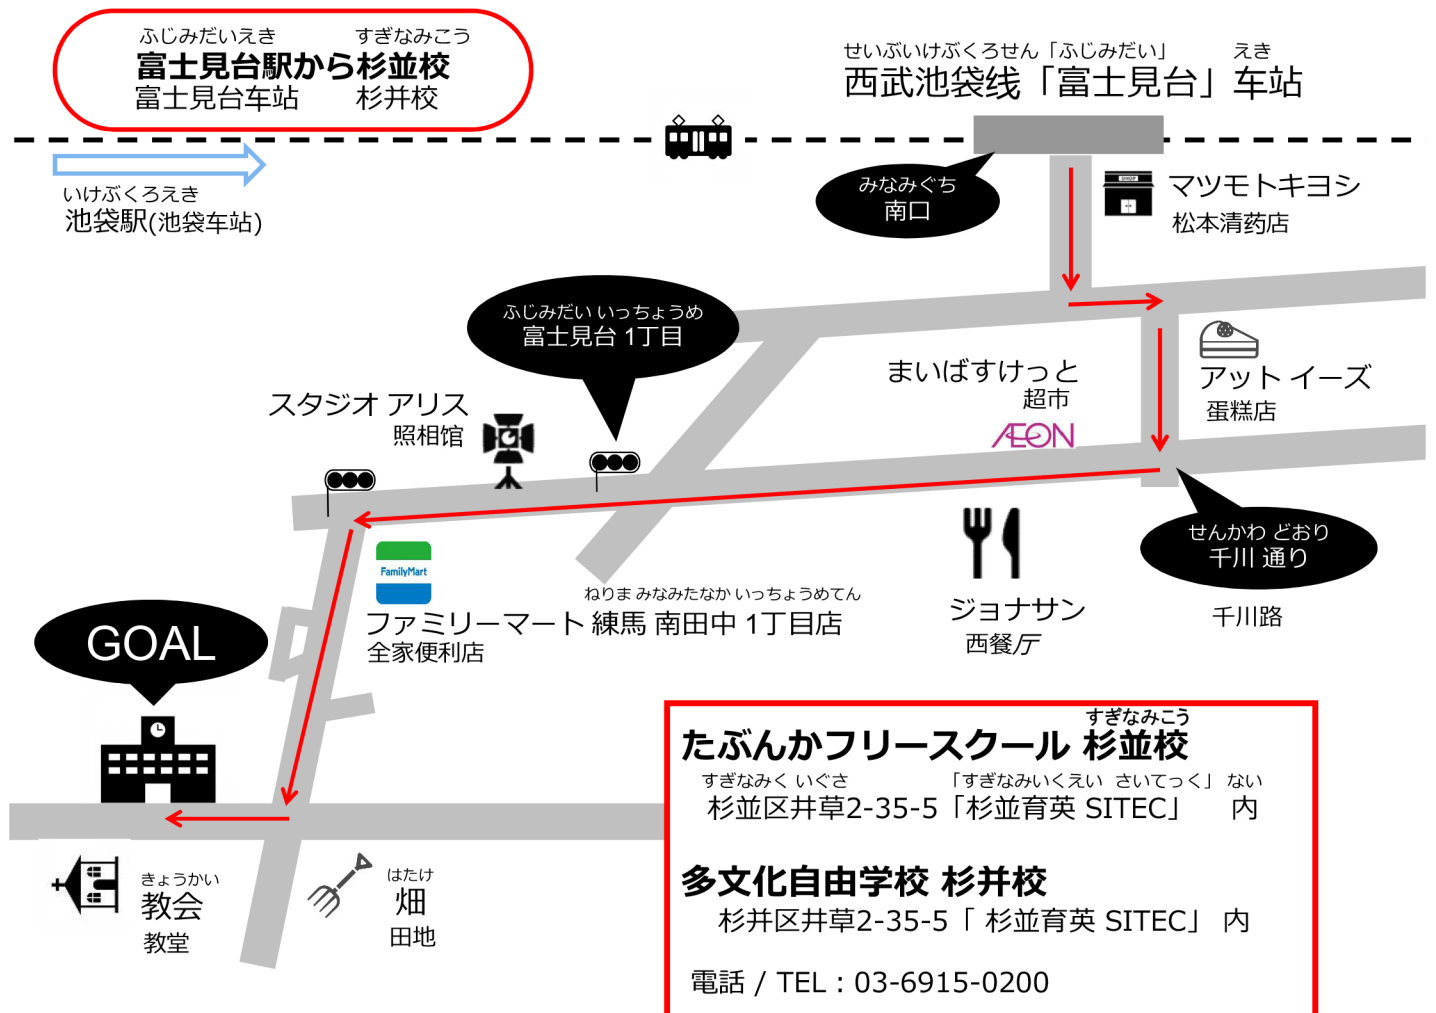 ふじみだいえき すぎなみこう
富士見台駅から杉並校
富士見台车站 杉并校
せいぶいけぶくろせん「ふじみだい」 えき
西武池袋线「富士見台」车站
いけぶくろえき
池袋駅(池袋车站)
みなみぐち
南口
SHOP
マツモトキヨシ
松本清药店
ふじみだい いっちょうめ
富士見台 1丁目
アット イーズ
蛋糕店
まいばすけっと
超市
ÆON
スタジオ アリス
照相馆
せんかわ どおり
千川 通り
千川路
FamilyMart
ねりま みなみたなか いっちょうめてん
ファミリーマート 練馬 南田中 1丁目店
全家便利店
ジョナサン
西餐厅
GOAL
きょうかい
教会
教堂
はたけ
畑
田地
すぎなみこう
たぶんかフリースクール 杉並校
すぎなみく いぐさ 「すぎなみいくえい さいてっく」 ない
杉並区井草2-35-5「杉並育英 SITEC」 内
多文化自由学校 杉并校
杉并区井草2-35-5「 杉並育英 SITEC」 内
電話 / TEL：03-6915-0200